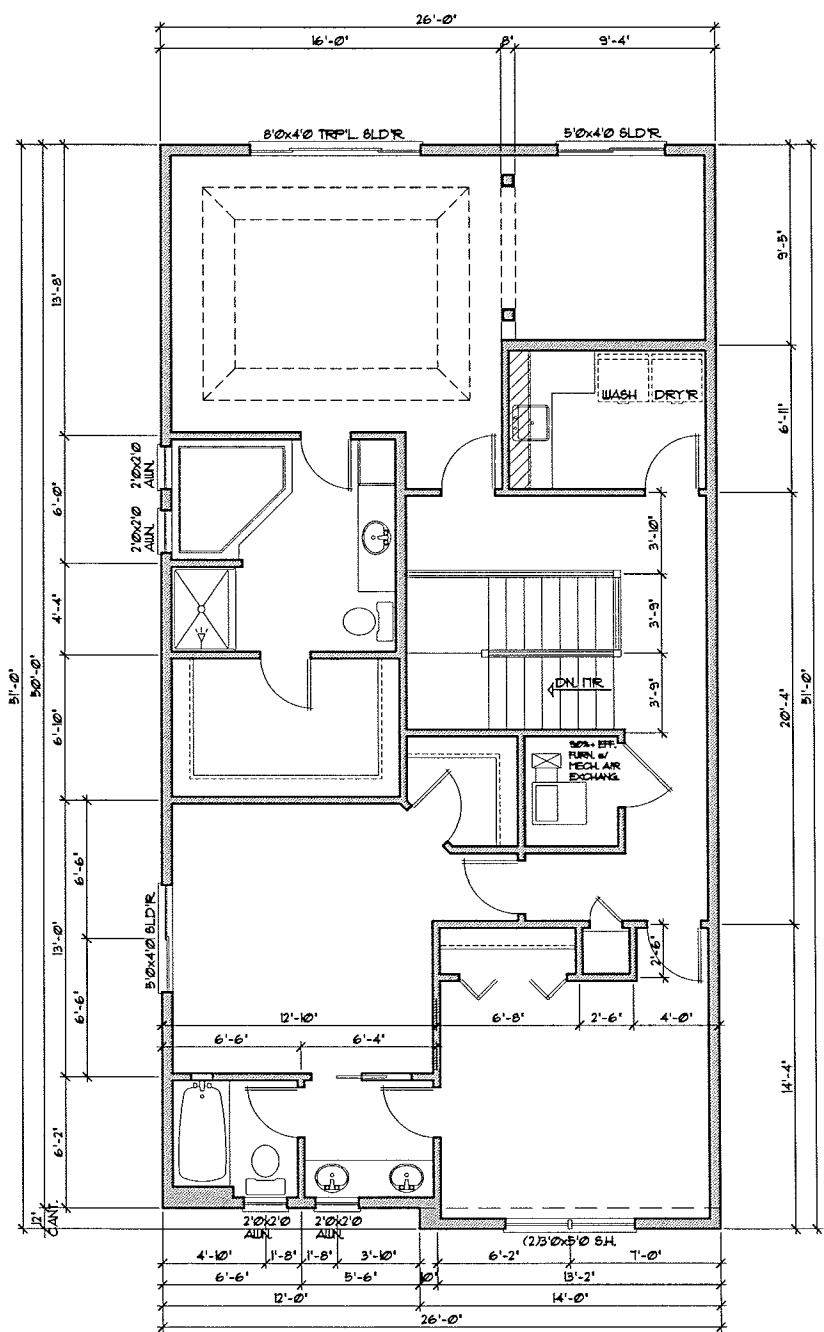 26'-0"
16'-0"
8"
9'-4"
8'0x4'0 TRP'L. SLD'R
5'0x4'0 SLD'R
13'-8"
9'-5"
WASH
DRY'R
6'-11"
2'0x2'0
AWN.
2'0x2'0
AWN.
6'-0"
3'-10"
4'-4"
3'-9"
DN. 17R
3'-9"
51'-0"
50'-0"
20'-4"
51'-0"
6'-10"
90%+ EFF.
FURN. w/
MECH. AIR
EXCHANG.
6'-6"
5'0x4'0 SLD'R
13'-0"
6'-6"
2'-6"
12'-10"
6'-8"
2'-6"
4'-0"
6'-6"
6'-4"
14'-4"
6'-2"
12"
CANT.
2'0x2'0
AWN.
2'0x2'0
AWN.
(2)3'0x5'0 S.H.
4'-10"
1'-8"
1'-8"
3'-10"
6'-2"
7'-0"
6'-6"
5'-6"
10"
13'-2"
12'-0"
14'-0"
26'-0"